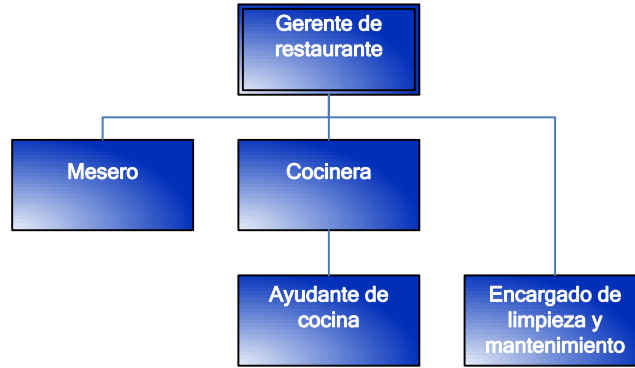 Gerente de
restaurante
Mesero
Cocinera
Ayudante de
cocina
Encargado de
limpieza y
mantenimiento